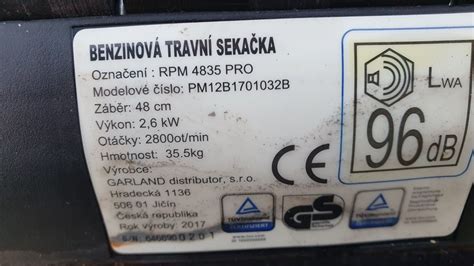 BENZINOVÁ TRAVNÍ SEKAČKA
Označení : RPM 4835 PRO
Modelové číslo: PM12B1701032B
Záběr: 48 cm
Výkon: 2,6 kW
Otáčky: 2800ot/min
Hmotnost: 35.5kg
Výrobce:
GARLAND distributor, s.r.o.
Hradecká 1136
506 01 Jičín
Česká republika
Rok výroby: 2017
LWA
96 dB
CE
GS